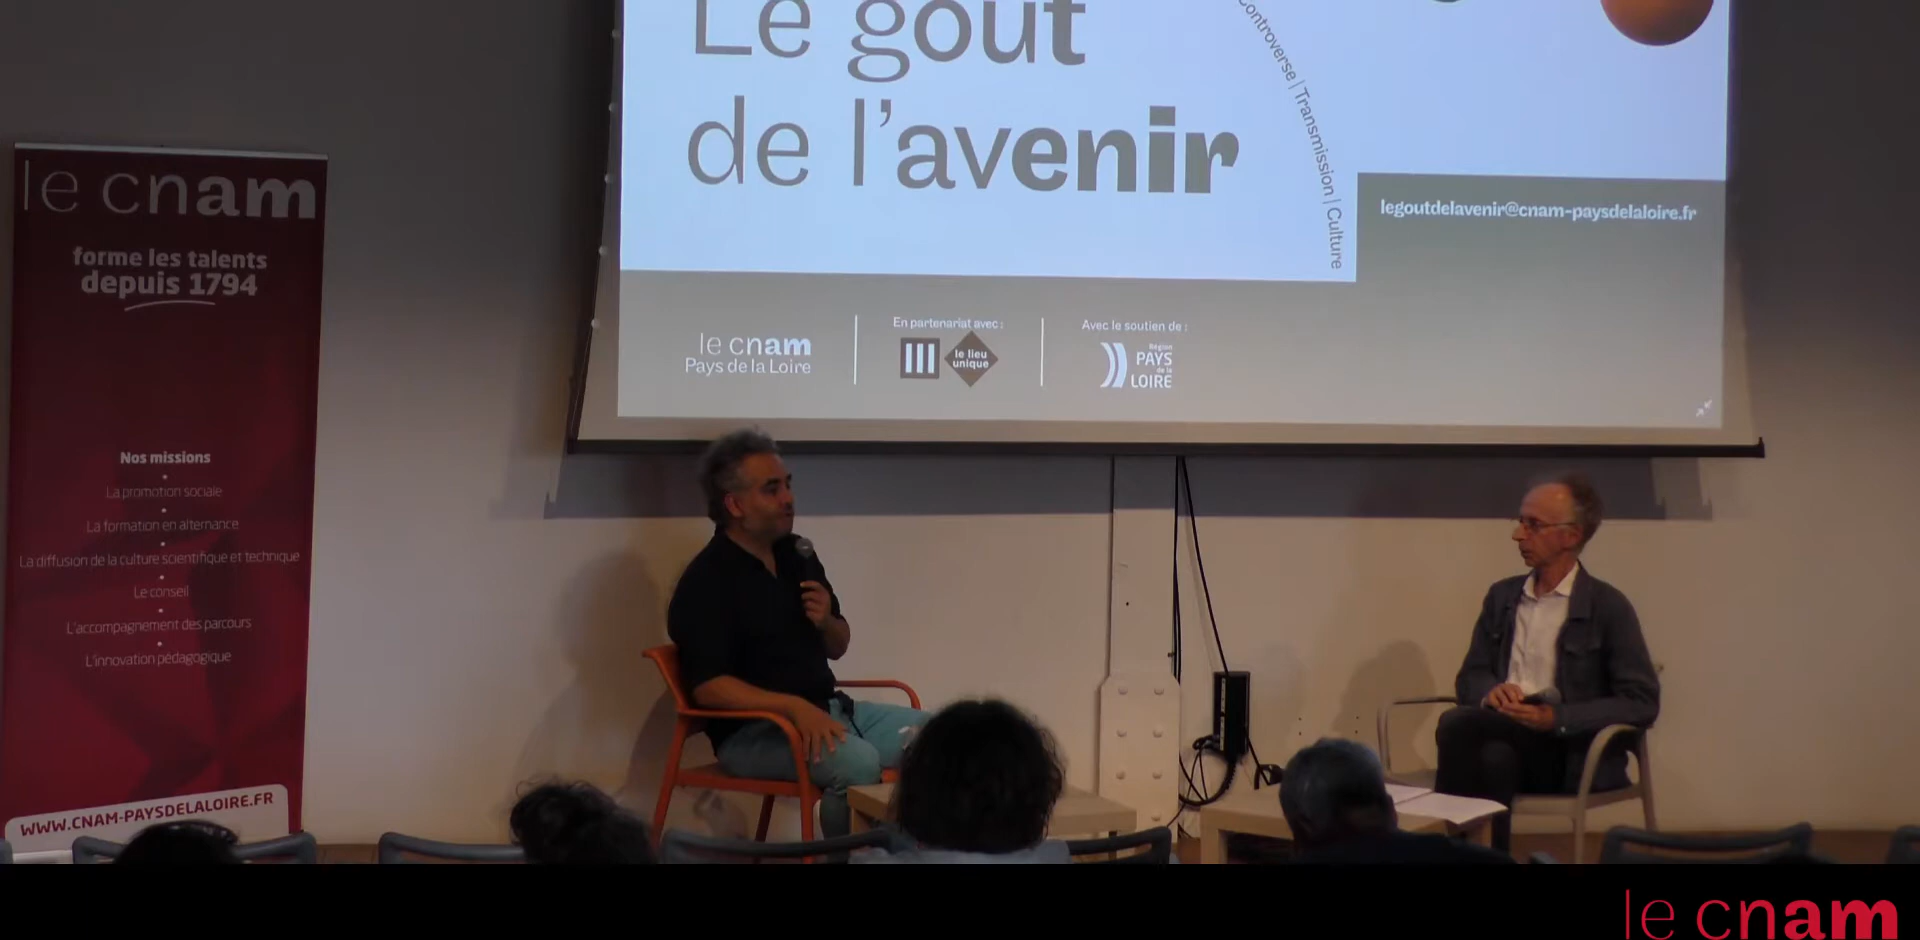 Le goût
de l'avenir
Controverse | Transmission | Culture
legoutdelavenir@cnam-paysdelaloire.fr
le cnam
Pays de la Loire
En partenariat avec :
le lieu
unique
Avec le soutien de :
Région
PAYS
de la
LOIRE
le cnam
forme les talents
depuis 1794
Nos missions
La promotion sociale
La formation en alternance
La diffusion de la culture scientifique et technique
Le conseil
L'accompagnement des parcours
L'innovation pédagogique
WWW.CNAM-PAYSDELALOIRE.FR
le cnam